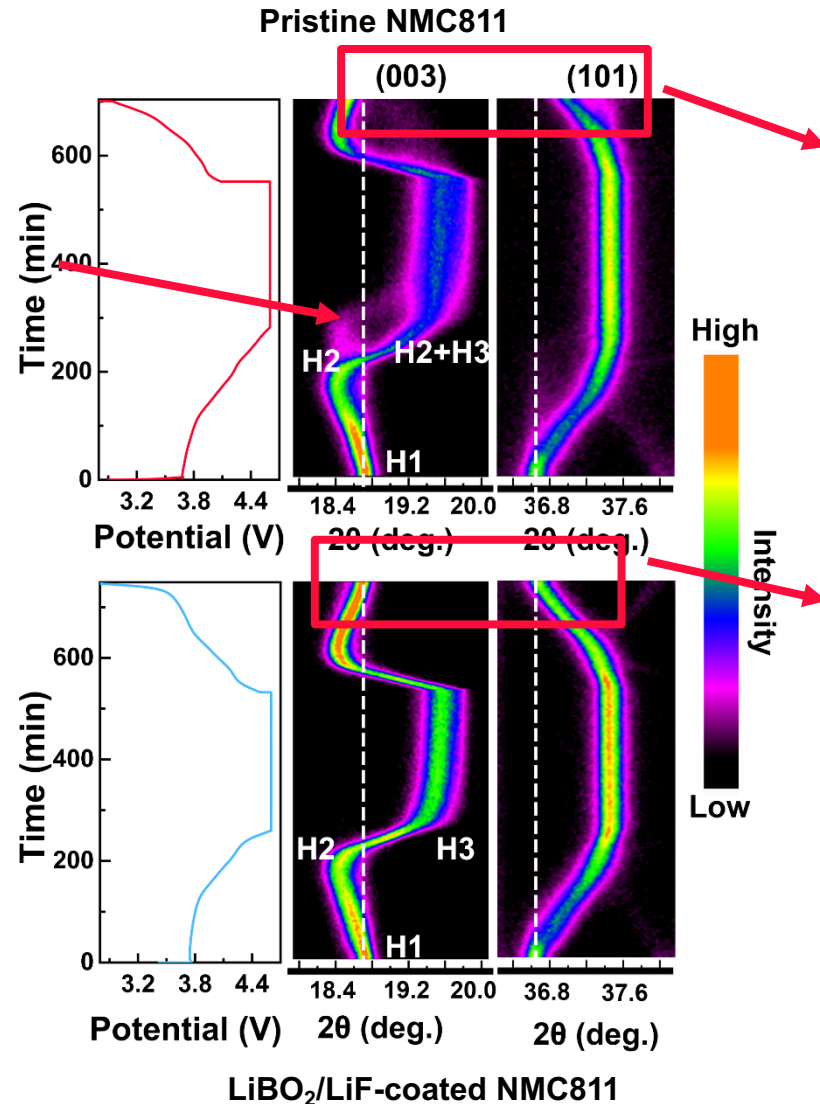 Pristine NMC811
(003) (101)
600
400
200
0
Time (min)
3.2 3.8 4.4
Potential (V)
H2
H2+H3
H1
18.4 19.2 20.0
2θ (deg.)
36.8 37.6
2θ (deg.)
High
Intensity
Low
600
400
200
0
Time (min)
3.2 3.8 4.4
Potential (V)
H2
H3
H1
18.4 19.2 20.0
2θ (deg.)
36.8 37.6
2θ (deg.)
LiBO₂/LiF-coated NMC811